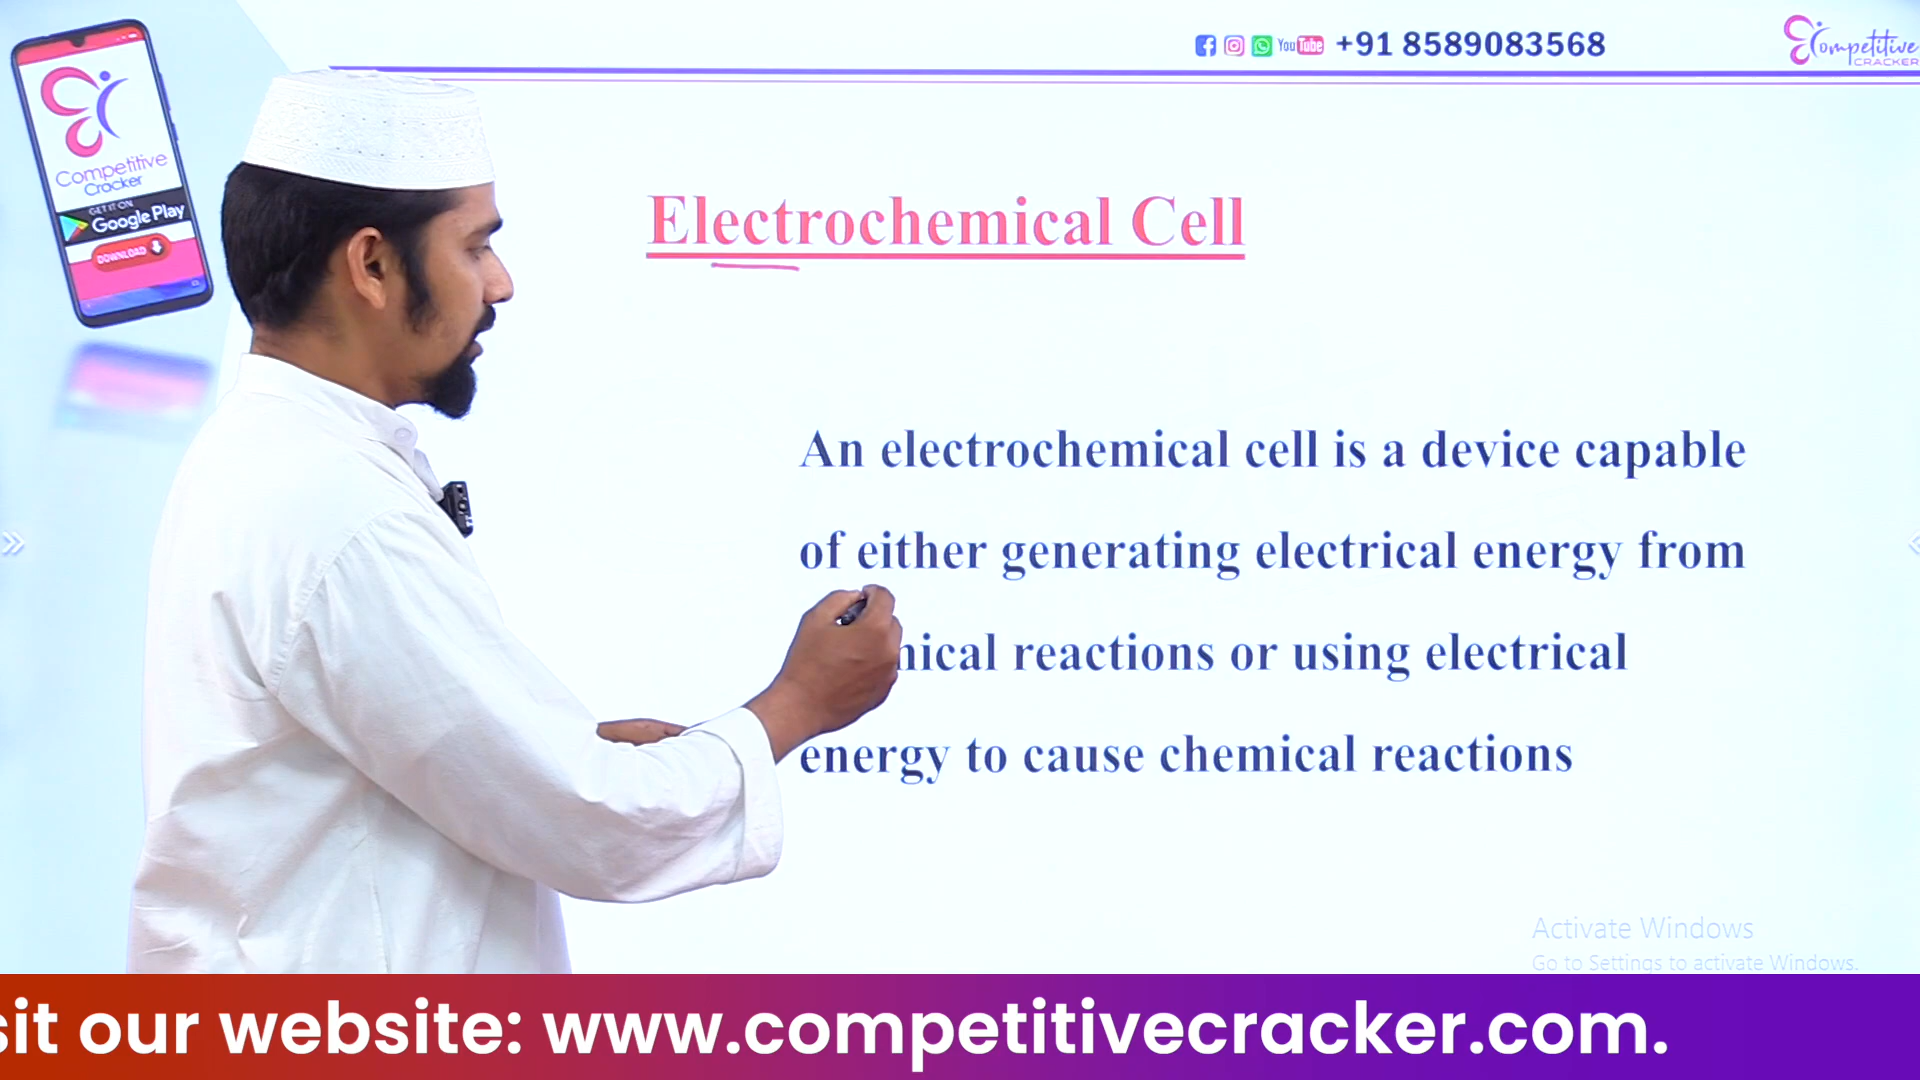 You Tube +91 8589083568
Competitive
CRACKER
Competitive
Cracker
GET IT ON
Google Play
DOWNLOAD
Electrochemical Cell
An electrochemical cell is a device capable
of either generating electrical energy from
reactions or using electrical
energy to cause chemical reactions
Activate Windows
Go to Settings to activate Windows.
our website: www.competitivecracker.com.